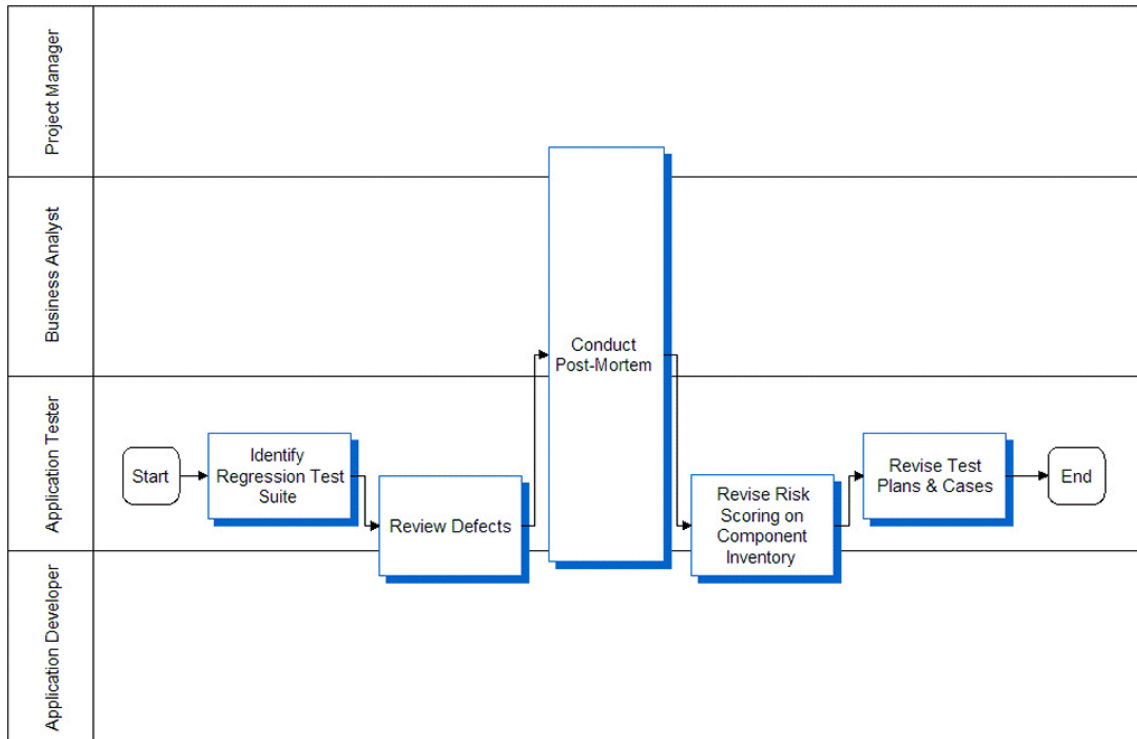 Project Manager
Business Analyst
Application Tester
Application Developer
Start
Identify
Regression Test
Suite
Review Defects
Conduct
Post-Mortem
Revise Risk
Scoring on
Component
Inventory
Revise Test
Plans & Cases
End